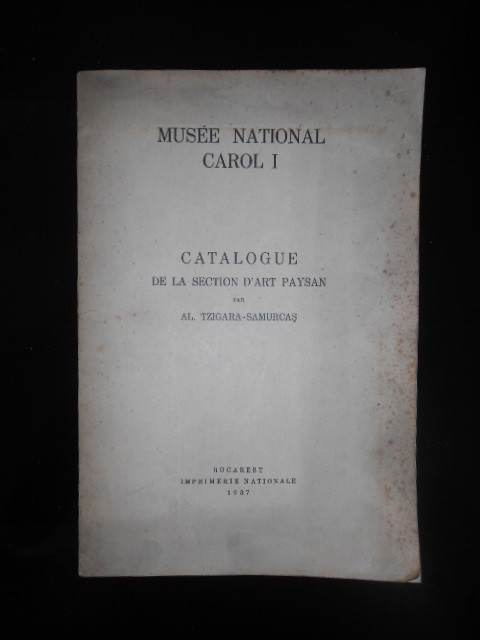 MUSÉE NATIONAL
CAROL I
CATALOGUE
DE LA SECTION D'ART PAYSAN
PAR
AL. TZIGARA-SAMURCAŞ
BUCAREST
IMPRIMERIE NATIONALE
1937